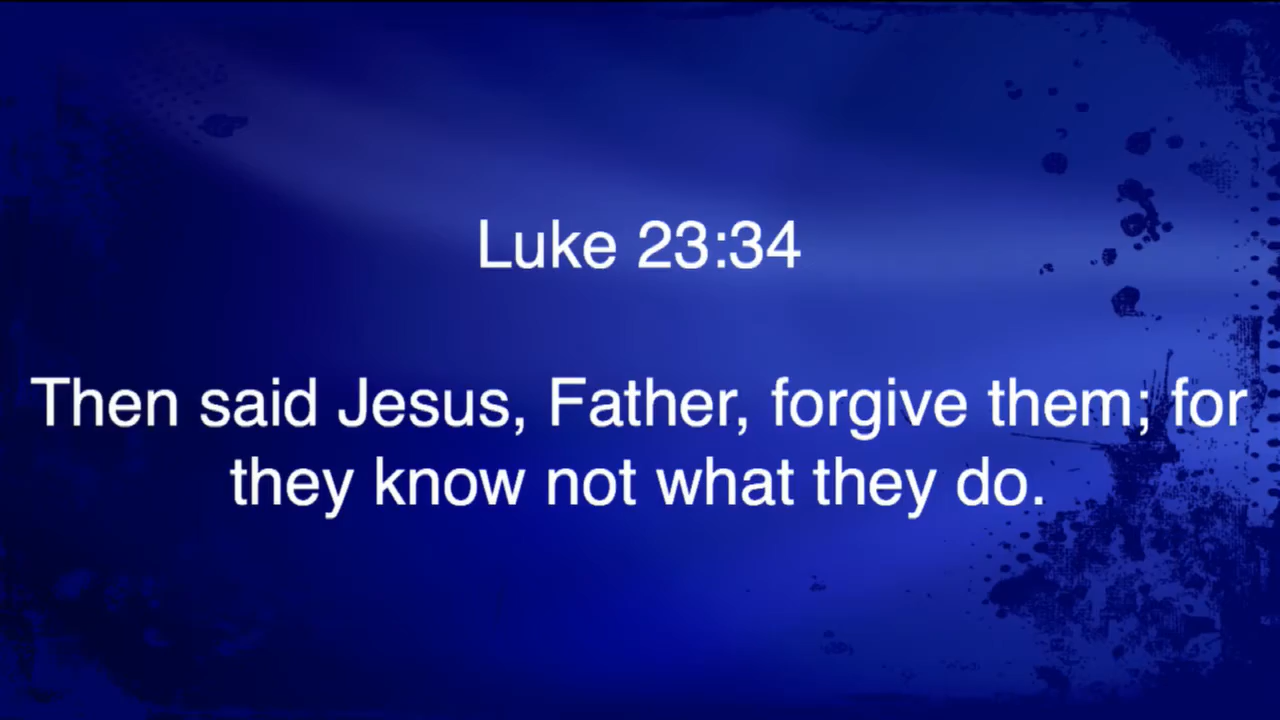 Luke 23:34
Then said Jesus, Father, forgive them; for
they know not what they do.